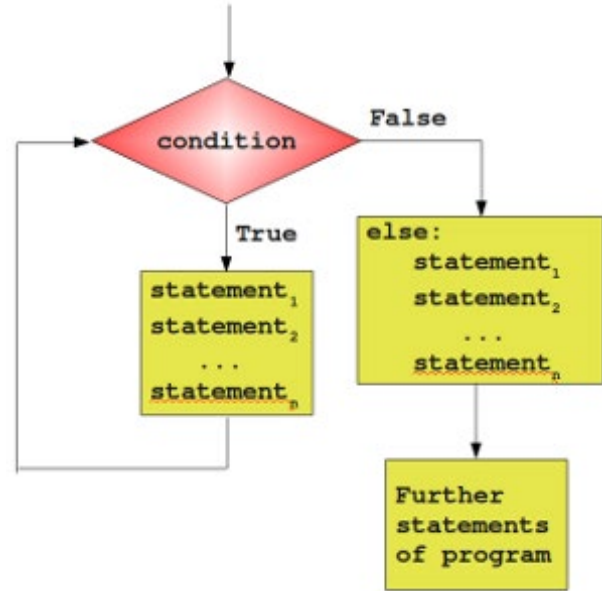 condition
False
True
statement₁
statement₂
...
statementₙ
else:
statement₁
statement₂
...
statementₙ
Further
statements
of program